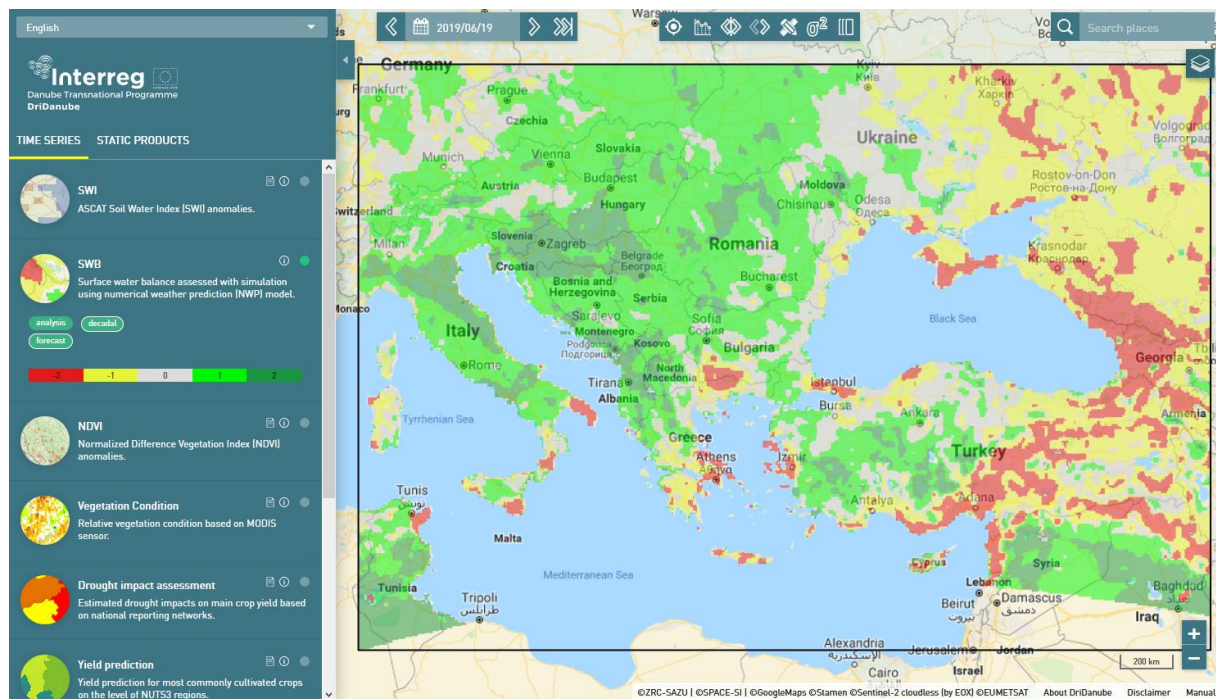 English
Interreg
Danube Transnational Programme
DriDanube
TIME SERIES
STATIC PRODUCTS
SWI
ASCAT Soil Water Index (SWI) anomalies.
SWB
Surface water balance assessed with simulation
using numerical weather prediction (NWP) model.
analysis
decadal
forecast
-2
-1
0
1
2
NDVI
Normalized Difference Vegetation Index (NDVI)
anomalies.
Vegetation Condition
Relative vegetation condition based on MODIS
sensor.
Drought impact assessment
Estimated drought impacts on main crop yield based
on national reporting networks.
Yield prediction
Yield prediction for most commonly cultivated crops
on the level of NUTS3 regions.
2019/06/19
Search places
Germany
Frankfurt
Prague
Czechia
Kyiv
Київ
Kharkiv
Харків
Ukraine
Volgograd
Волгоград
Munich
Vienna
Slovakia
Austria
Budapest
Hungary
Moldova
Chisinau
Odesa
Одеса
Rostov-on-Don
Ростов-на-Дону
Switzerland
Milan
Slovenia
Zagreb
Croatia
Belgrade
Београд
Romania
Bucharest
Krasnodar
Краснодар
Monaco
Bosnia and
Herzegovina
Serbia
Sarajevo
Italy
Montenegro
Podgorica
Подгорица
Kosovo
Sofia
София
Bulgaria
Black Sea
Georgia
Rome
North
Macedonia
Tirana
Albania
Istanbul
Bursa
Ankara
Armenia
Tyrrhenian Sea
Greece
Athens
Αθήνα
Izmir
Turkey
Antalya
Adana
Tunis
تونس
Malta
Mediterranean Sea
Cyprus
Syria
Tunisia
Tripoli
طرابلس
Lebanon
Beirut
بيروت
Damascus
دمشق
Baghdad
بغداد
Iraq
Alexandria
الإسكندرية
Jerusalem
Jordan
Cairo
Israel
200 km
+
−
©ZRC-SAZU | ©SPACE-SI | ©GoogleMaps ©Stamen ©Sentinel-2 cloudless (by EOX) ©EUMETSAT
About DriDanube
Disclaimer
Manual